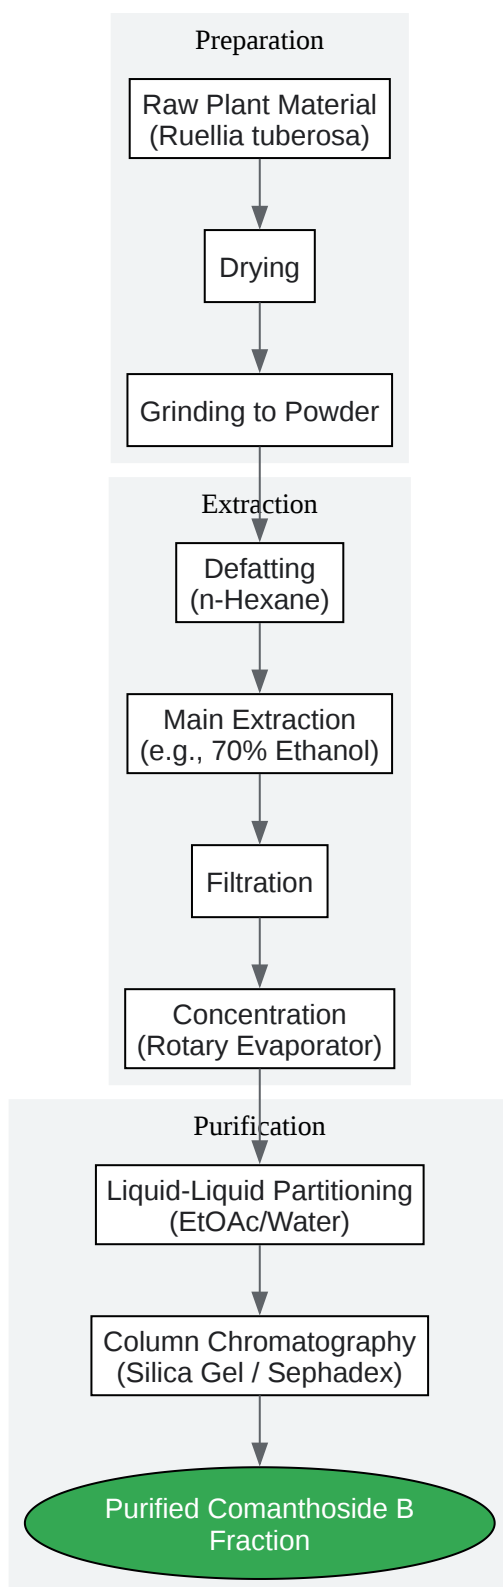 Preparation
Raw Plant Material
(Ruellia tuberosa)
Drying
Grinding to Powder
Extraction
Defatting
(n-Hexane)
Main Extraction
(e.g., 70% Ethanol)
Filtration
Concentration
(Rotary Evaporator)
Purification
Liquid-Liquid Partitioning
(EtOAc/Water)
Column Chromatography
(Silica Gel / Sephadex)
Purified Comanthoside B
Fraction